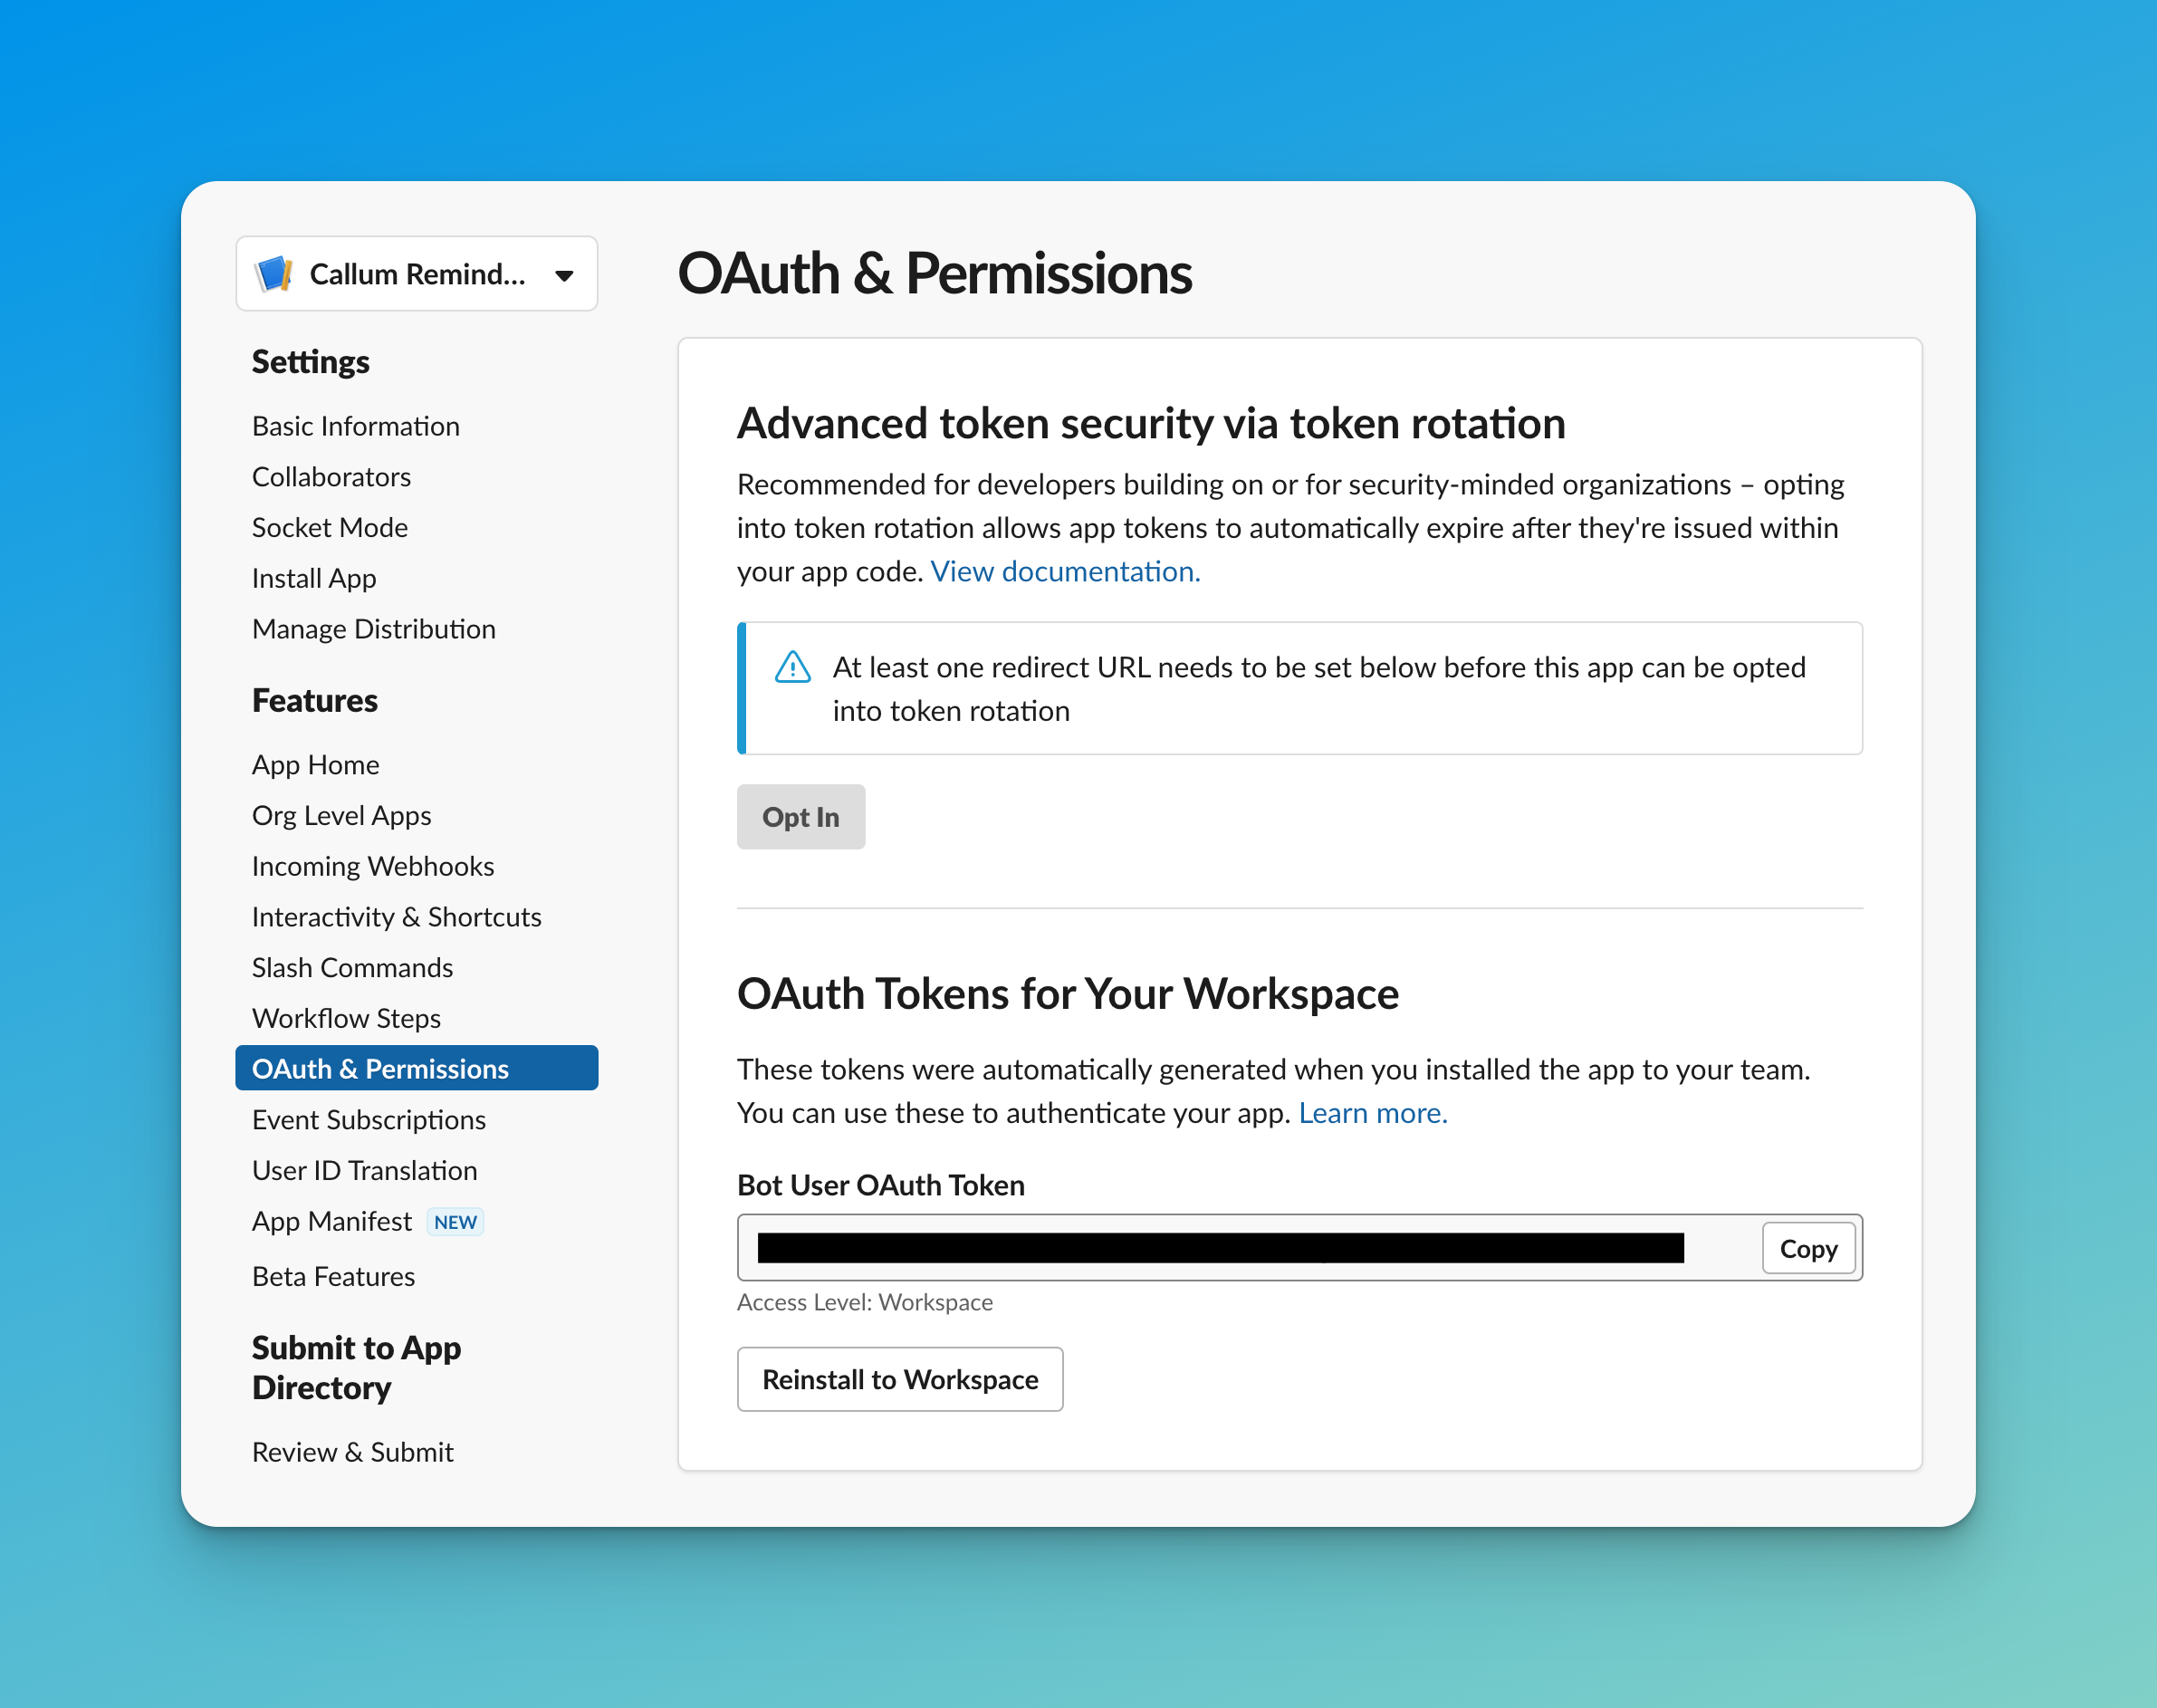 Callum Remind...
Settings
Basic Information
Collaborators
Socket Mode
Install App
Manage Distribution
Features
App Home
Org Level Apps
Incoming Webhooks
Interactivity & Shortcuts
Slash Commands
Workflow Steps
OAuth & Permissions
Event Subscriptions
User ID Translation
App Manifest NEW
Beta Features
Submit to App
Directory
Review & Submit
OAuth & Permissions
Advanced token security via token rotation
Recommended for developers building on or for security-minded organizations – opting
into token rotation allows app tokens to automatically expire after they're issued within
your app code. View documentation.
At least one redirect URL needs to be set below before this app can be opted
into token rotation
Opt In
OAuth Tokens for Your Workspace
These tokens were automatically generated when you installed the app to your team.
You can use these to authenticate your app. Learn more.
Bot User OAuth Token
Copy
Access Level: Workspace
Reinstall to Workspace